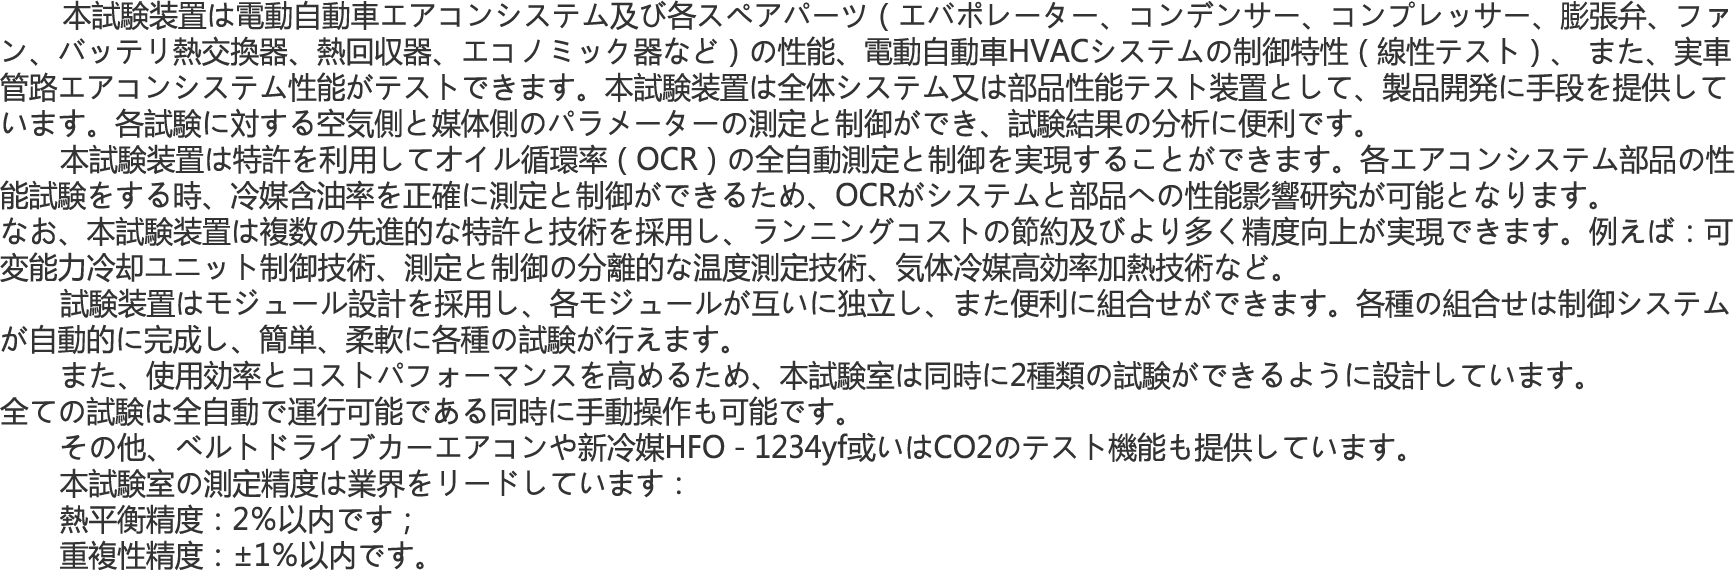 本試験装置は電動自動車エアコンシステム及び各スペアパーツ（エバポレーター、コンデンサー、コンプレッサー、膨張弁、ファ
ン、バッテリ熱交換器、熱回収器、エコノミック器など）の性能、電動自動車HVACシステムの制御特性（線性テスト）、 また、実車
管路エアコンシステム性能がテストできます。本試験装置は全体システム又は部品性能テスト装置として、製品開発に手段を提供して
います。各試験に対する空気側と媒体側のパラメーターの測定と制御ができ、試験結果の分析に便利です。
本試験装置は特許を利用してオイル循環率（OCR）の全自動測定と制御を実現することができます。各エアコンシステム部品の性
能試験をする時、冷媒含油率を正確に測定と制御ができるため、OCRがシステムと部品への性能影響研究が可能となります。
なお、本試験装置は複数の先進的な特許と技術を採用し、ランニングコストの節約及びより多く精度向上が実現できます。例えば：可
変能力冷却ユニット制御技術、測定と制御の分離的な温度測定技術、気体冷媒高効率加熱技術など。
試験装置はモジュール設計を採用し、各モジュールが互いに独立し、また便利に組合せができます。各種の組合せは制御システム
が自動的に完成し、簡単、柔軟に各種の試験が行えます。
また、使用効率とコストパフォーマンスを高めるため、本試験室は同時に2種類の試験ができるように設計しています。
全ての試験は全自動で運行可能である同時に手動操作も可能です。
その他、ベルトドライブカーエアコンや新冷媒HFO－1234yf或いはCO2のテスト機能も提供しています。
本試験室の測定精度は業界をリードしています：
熱平衡精度：2%以内です；
重複性精度：±1%以内です。